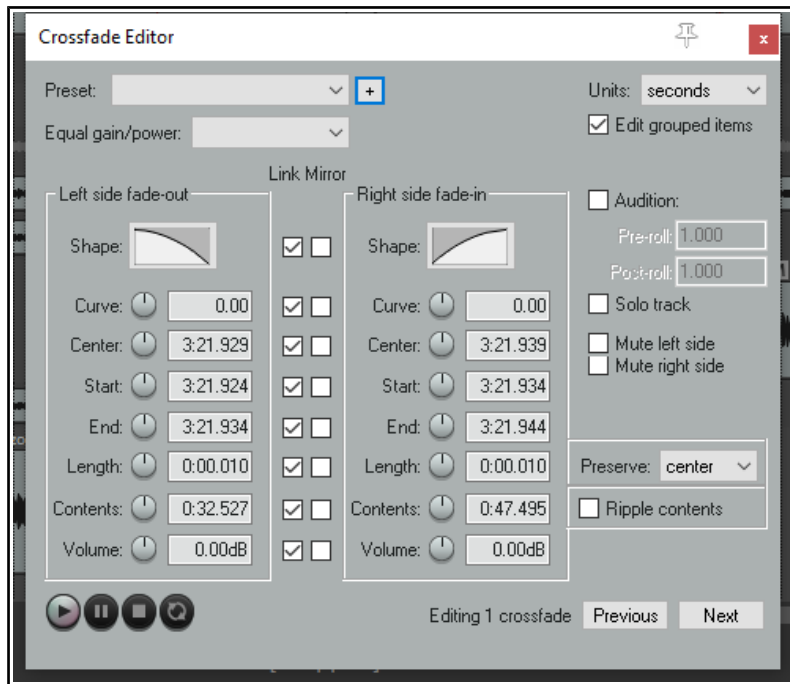 Crossfade Editor
x
Preset: +
Units: seconds
Equal gain/power:
Edit grouped items
Link Mirror
Left side fade-out
Right side fade-in
Audition:
Shape: Shape:
Pre-roll: 1.000
Post-roll: 1.000
Curve: 0.00 Curve: 0.00
Solo track
Center: 3:21.929 Center: 3:21.939
Mute left side
Mute right side
Start: 3:21.924 Start: 3:21.934
End: 3:21.934 End: 3:21.944
Length: 0:00.010 Length: 0:00.010
Preserve: center
Contents: 0:32.527 Contents: 0:47.495
Ripple contents
Volume: 0.00dB Volume: 0.00dB
Editing 1 crossfade Previous Next